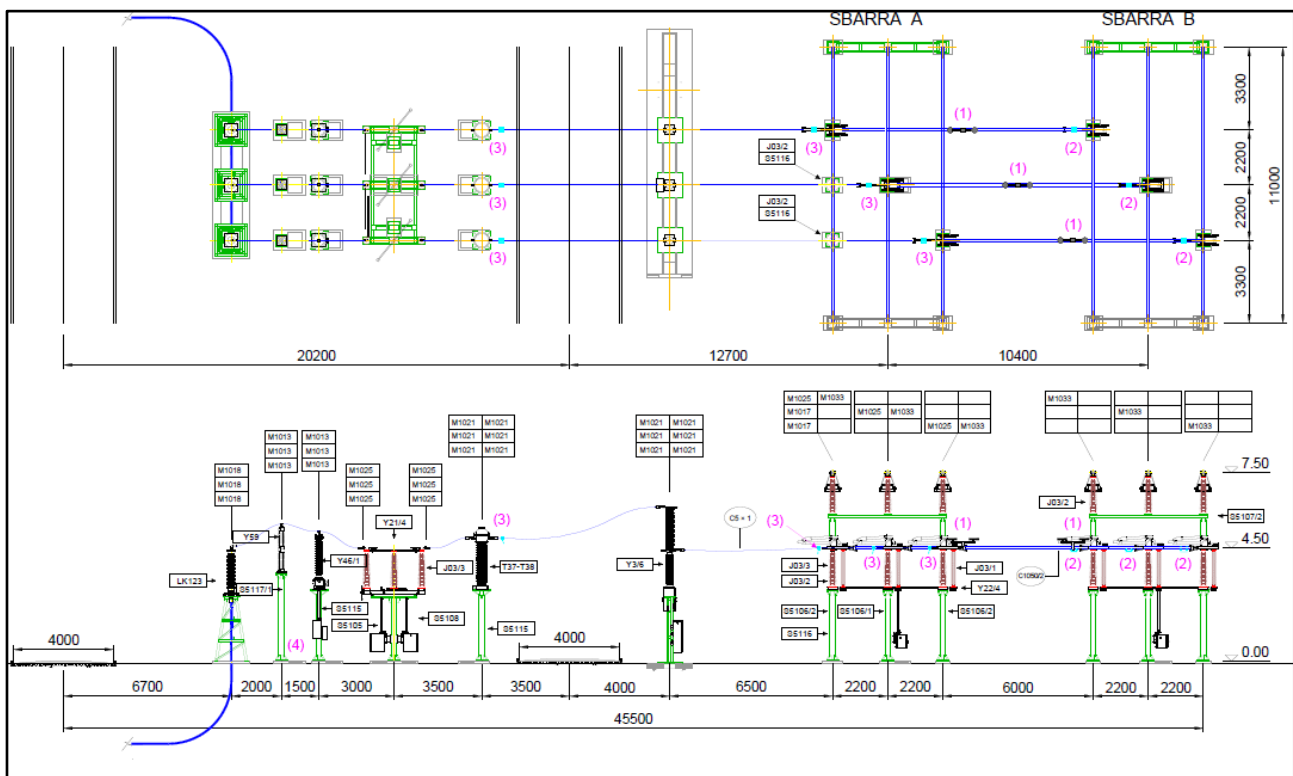 SBARRA A
SBARRA B
(1)
(3)
(3)
(2)
3300
J03/2
S5116
2200
(1)
(3)
(3)
(2)
11000
J03/2
S5116
2200
(1)
(3)
(3)
(2)
3300
20200
12700
10400
M1025 M1033
M1017
M1017
M1025 M1033
M1025 M1033
M1033
M1033
M1033
M1021 M1021
M1021 M1021
M1021 M1021
M1021 M1021
M1021 M1021
M1021 M1021
M1013
M1013
M1013
M1013
M1013
M1013
M1018
M1018
M1018
M1025
M1025
M1025
M1025
M1025
M1025
7.50
J03/2
S5107/2
Y21/4
Y59
(3)
C5 * 1
(3)
(1)
(1)
4.50
LK123
Y46/1
J03/3
T37-T38
Y3/6
J03/3
(3)
(3)
J03/1
C1050/2
(2)
(2)
(2)
S5117/1
J03/2
Y22/4
S5115
S5105
S5108
S5115
S5106/2
S5106/1
S5106/2
S5116
4000
(4)
4000
0.00
6700
2000
1500
3000
3500
3500
4000
6500
2200
2200
6000
2200
2200
45500